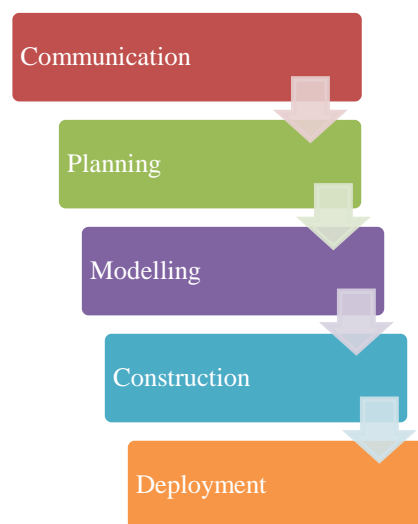 Communication
Planning
Modelling
Construction
Deployment